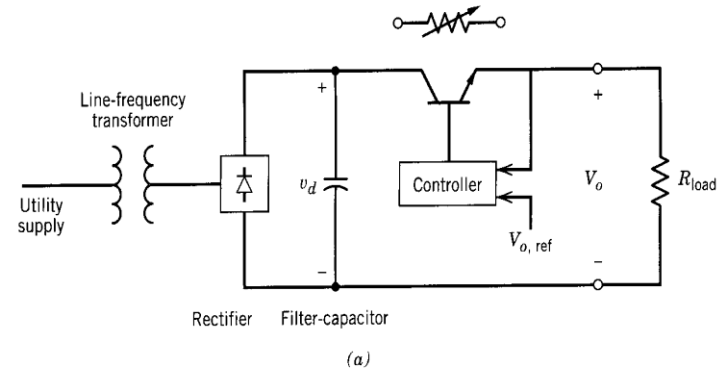 Line-frequency
transformer
Utility
supply
+
v_d
−
Controller
V_o, ref
+
V_o
−
R_load
Rectifier
Filter-capacitor
(a)